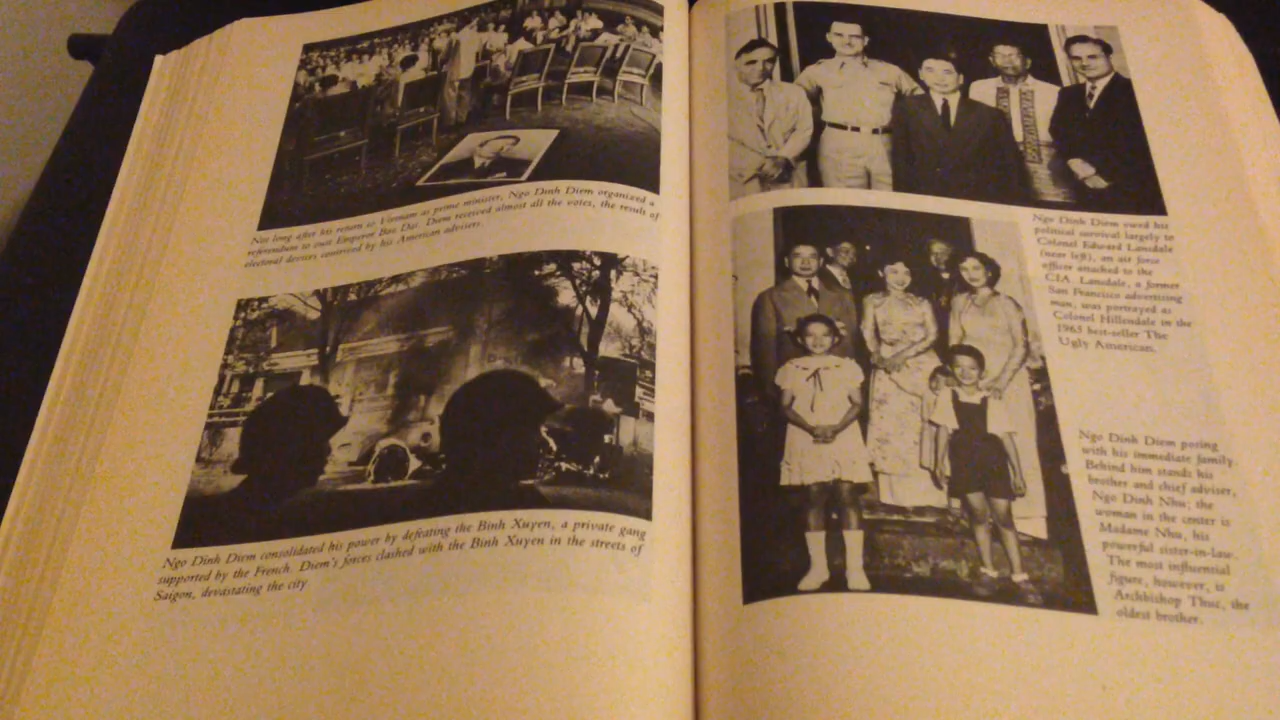 Not long after his return to Vietnam as prime minister, Ngo Dinh Diem organized a
referendum to oust Emperor Bao Dai. Diem received almost all the votes, the result of
electoral devices conceived by his American advisers.
Ngo Dinh Diem consolidated his power by defeating the Binh Xuyen, a private gang
supported by the French. Diem's forces clashed with the Binh Xuyen in the streets of
Saigon, devastating the city
Ngo Dinh Diem owed his
political survival largely to
Colonel Edward Lansdale
(near left), an air force
officer attached to the
CIA. Lansdale, a former
San Francisco advertising
man, was portrayed as
Colonel Hillendale in the
1965 best-seller The
Ugly American.
Ngo Dinh Diem posing
with his immediate family.
Behind him stands his
brother and chief adviser,
Ngo Dinh Nhu; the
woman in the center is
Madame Nhu, his
powerful sister-in-law.
The most influential
figure, however, is
Archbishop Thuc, the
oldest brother.